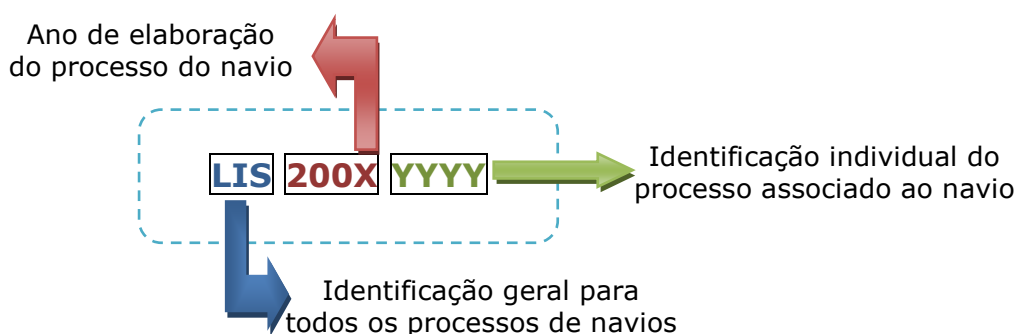 Ano de elaboração
do processo do navio
LIS 200X YYYY
Identificação individual do
processo associado ao navio
Identificação geral para
todos os processos de navios